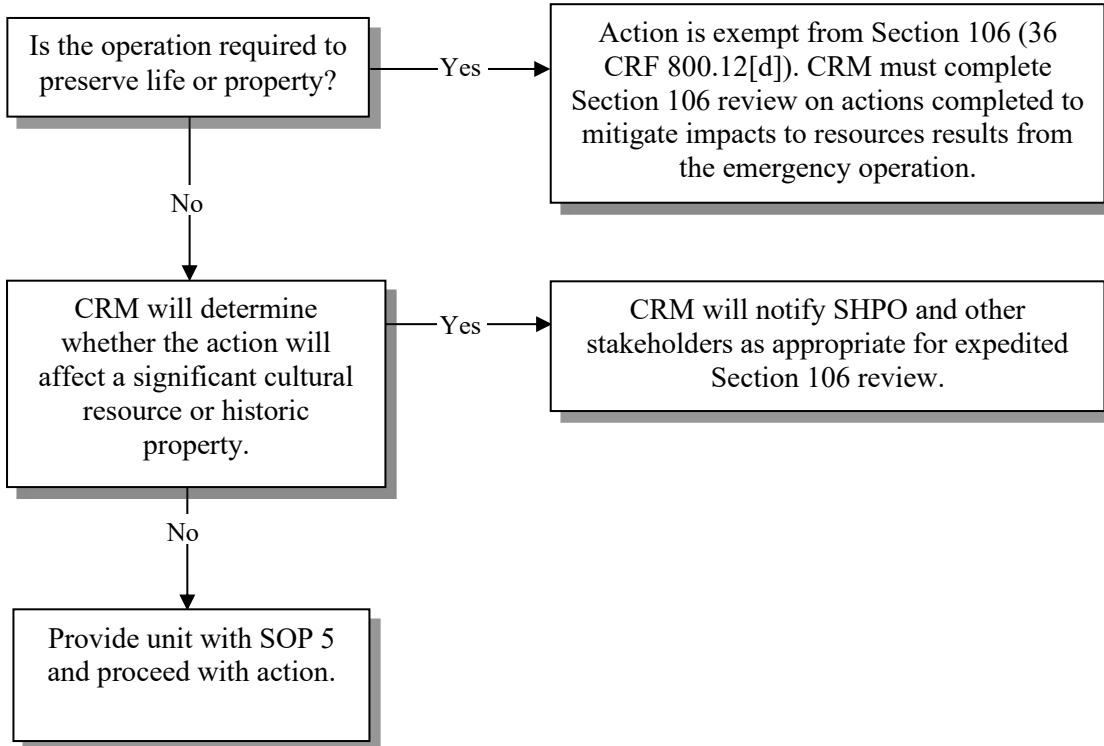 Is the operation required to
preserve life or property?
Yes
Action is exempt from Section 106 (36
CRF 800.12[d]). CRM must complete
Section 106 review on actions completed to
mitigate impacts to resources results from
the emergency operation.
No
CRM will determine
whether the action will
affect a significant cultural
resource or historic
property.
Yes
CRM will notify SHPO and other
stakeholders as appropriate for expedited
Section 106 review.
No
Provide unit with SOP 5
and proceed with action.